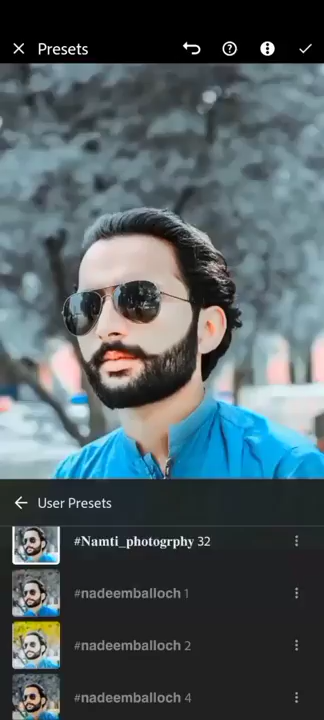 Presets
User Presets
#Namti_photogrphy 32
#nadeemballoch 1
#nadeemballoch 2
#nadeemballoch 4